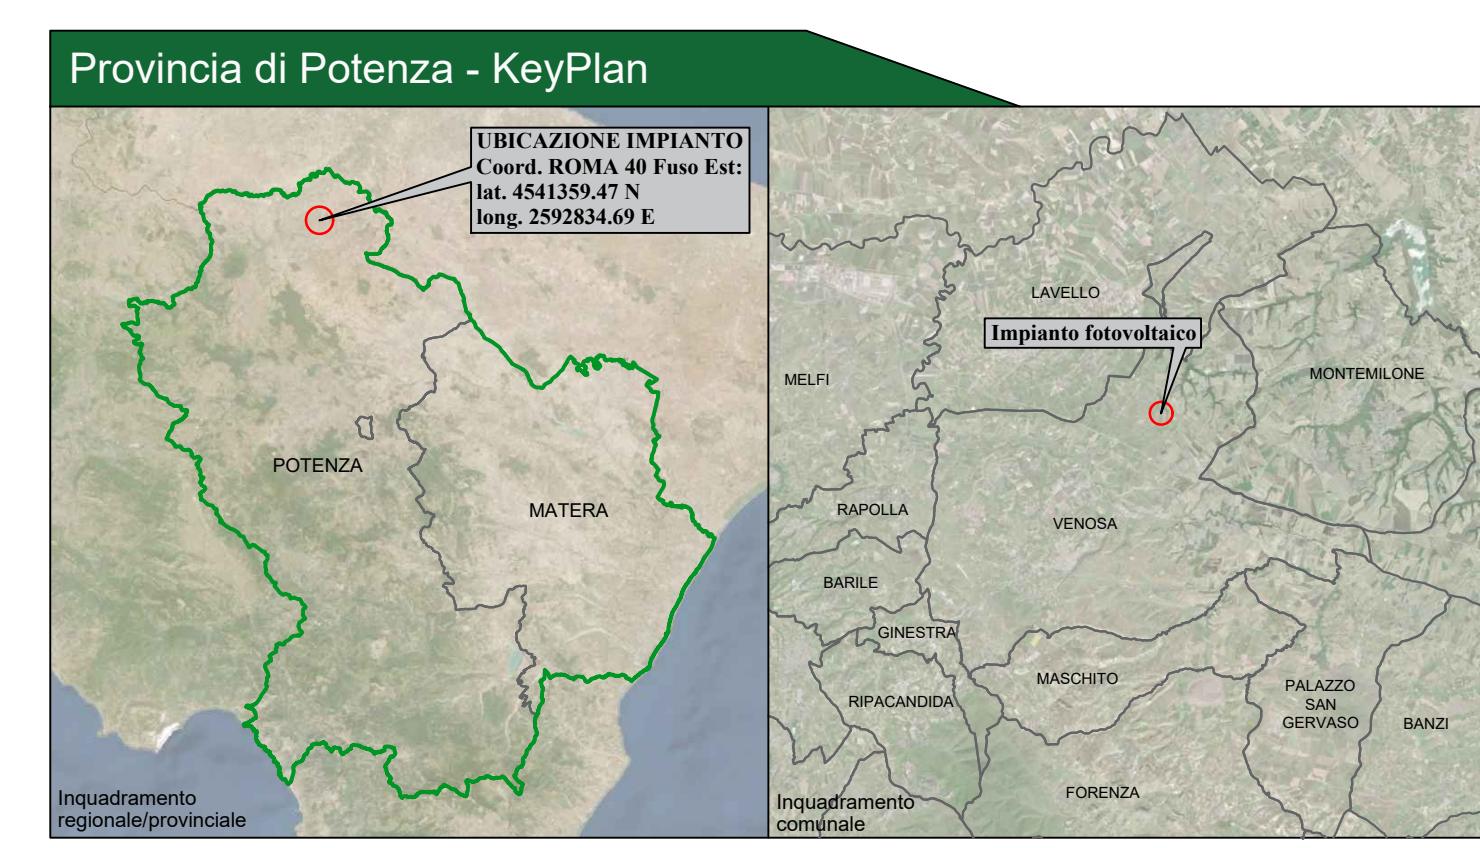 Provincia di Potenza - KeyPlan
UBICAZIONE IMPIANTO
Coord. ROMA 40 Fuso Est:
lat. 4541359.47 N
long. 2592834.69 E
POTENZA
MATERA
Inquadramento
regionale/provinciale
LAVELLO
Impianto fotovoltaico
MELFI
MONTEMILONE
RAPOLLA
VENOSA
BARILE
GINESTRA
MASCHITO
RIPACANDIDA
PALAZZO
SAN
GERVASO
BANZI
FORENZA
Inquadramento
comunale